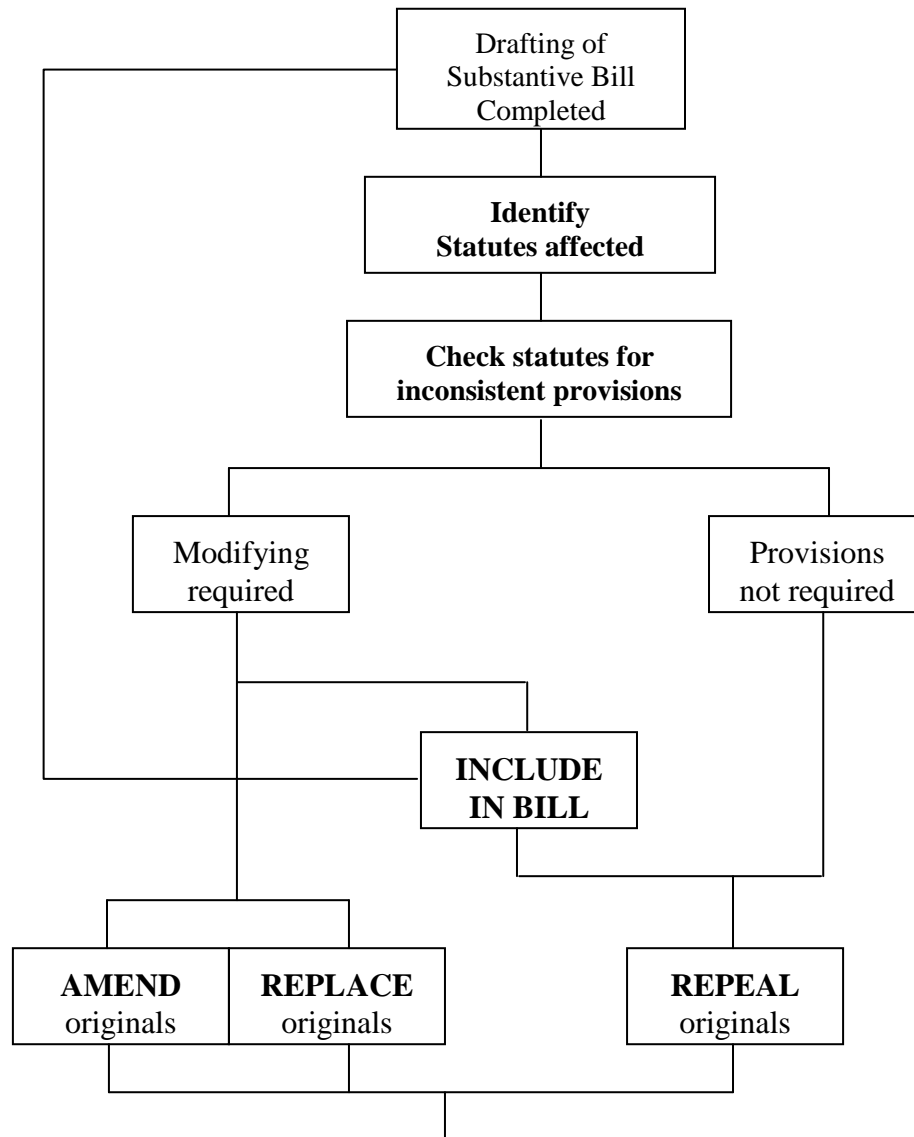 Drafting of
Substantive Bill
Completed
Identify
Statutes affected
Check statutes for
inconsistent provisions
Modifying
required
Provisions
not required
INCLUDE
IN BILL
AMEND
originals
REPLACE
originals
REPEAL
originals